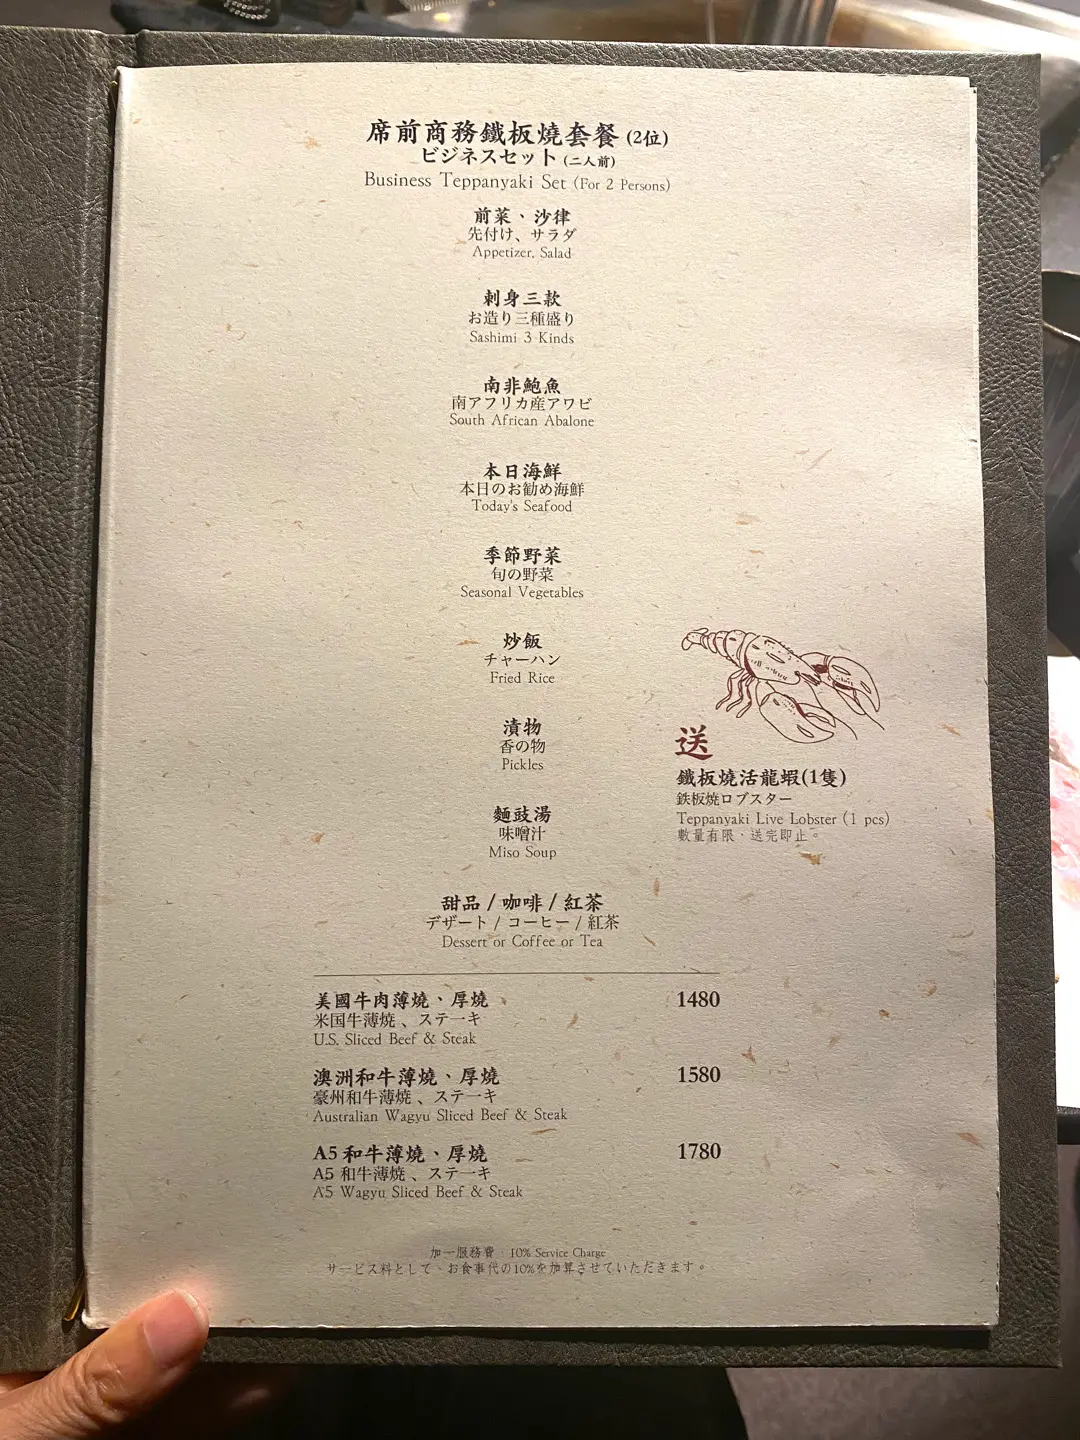 席前商務鐵板燒套餐 (2位)
ビジネスセット (二人前)
Business Teppanyaki Set (For 2 Persons)
前菜、沙律
先付け、サラダ
Appetizer, Salad
刺身三款
お造り三種盛り
Sashimi 3 Kinds
南非鮑魚
南アフリカ産アワビ
South African Abalone
本日海鮮
本日のお勧め海鮮
Today's Seafood
季節野菜
旬の野菜
Seasonal Vegetables
炒飯
チャーハン
Fried Rice
漬物
香の物
Pickles
麵豉湯
味噌汁
Miso Soup
甜品 / 咖啡 / 紅茶
デザート / コーヒー / 紅茶
Dessert or Coffee or Tea
送
鐵板燒活龍蝦(1隻)
鉄板焼ロブスター
Teppanyaki Live Lobster (1 pcs)
數量有限，送完即止。
美國牛肉薄燒、厚燒 1480
米国牛薄焼 、ステーキ
U.S. Sliced Beef & Steak
澳洲和牛薄燒、厚燒 1580
豪州和牛薄焼 、ステーキ
Australian Wagyu Sliced Beef & Steak
A5 和牛薄燒、厚燒 1780
A5 和牛薄焼 、ステーキ
A5 Wagyu Sliced Beef & Steak
加一服務費 10% Service Charge
サービス料として、お食事代の10%を加算させていただきます。